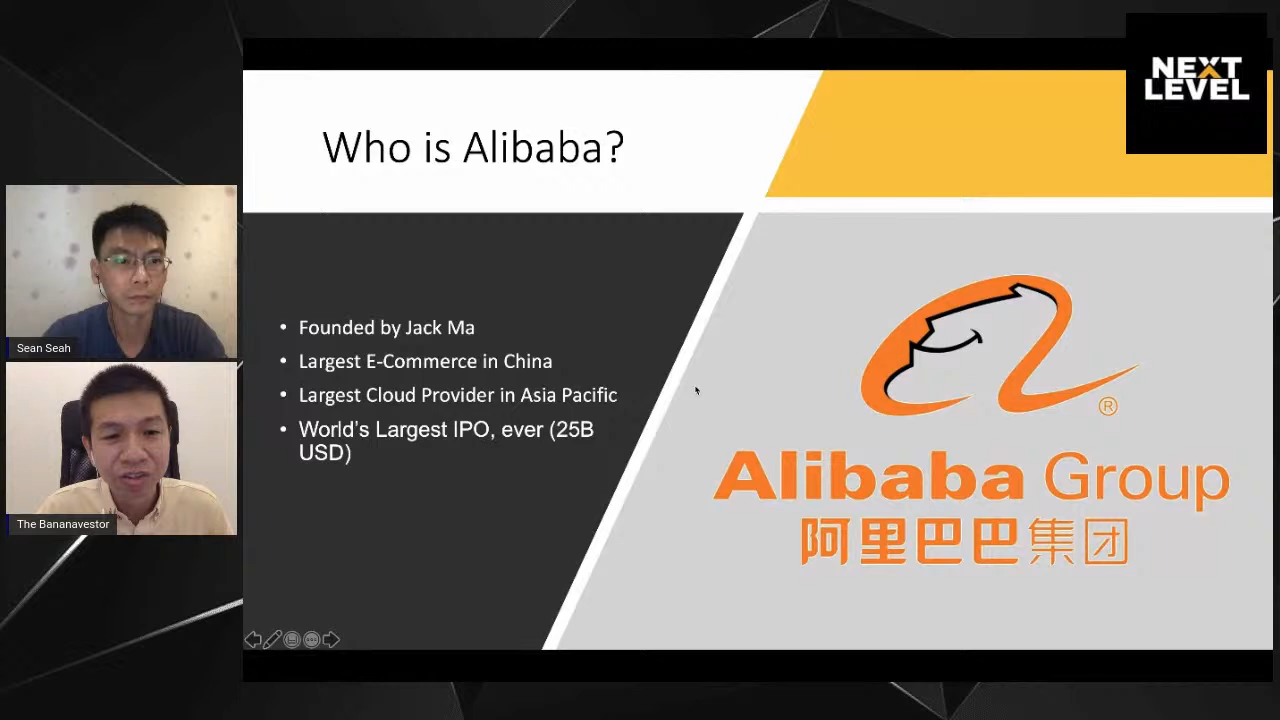 NEXT
LEVEL
Who is Alibaba?
Sean Seah
The Bananavestor
• Founded by Jack Ma
• Largest E-Commerce in China
• Largest Cloud Provider in Asia Pacific
• World's Largest IPO, ever (25B
USD)
®
Alibaba Group
阿里巴巴集团